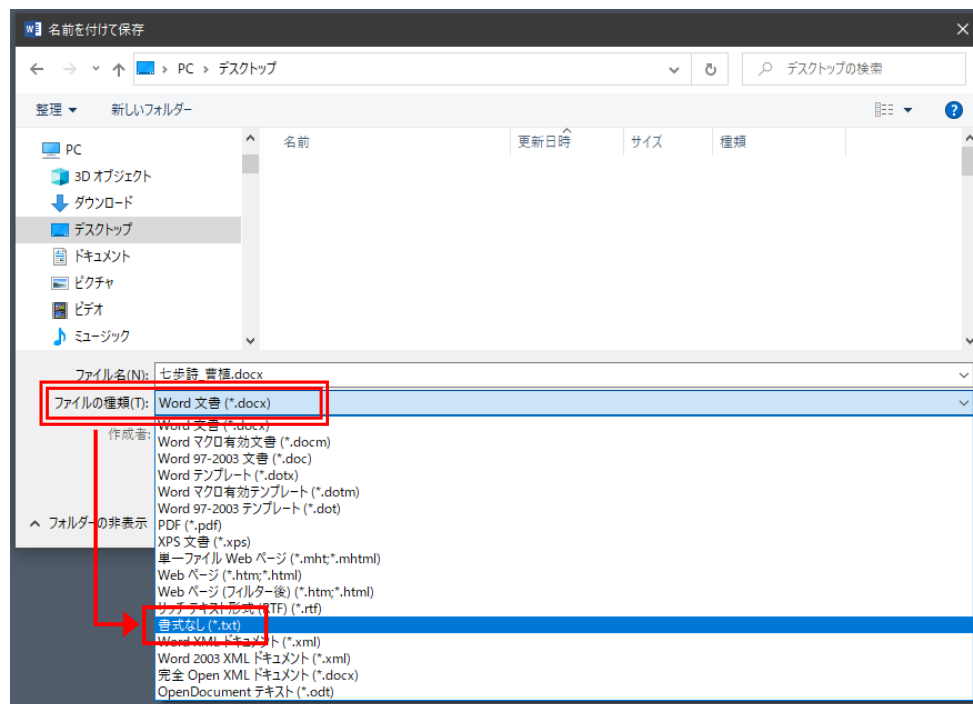 名前を付けて保存
PC › デスクトップ
デスクトップの検索
整理 新しいフォルダー
名前 更新日時 サイズ 種類
PC
3D オブジェクト
ダウンロード
デスクトップ
ドキュメント
ピクチャ
ビデオ
ミュージック
ファイル名(N): 七歩詩_曹植.docx
ファイルの種類(T): Word 文書 (*.docx)
作成者:
Word 文書 (*.docx)
Word マクロ有効文書 (*.docm)
Word 97-2003 文書 (*.doc)
Word テンプレート (*.dotx)
Word マクロ有効テンプレート (*.dotm)
Word 97-2003 テンプレート (*.dot)
フォルダーの非表示
PDF (*.pdf)
XPS 文書 (*.xps)
単一ファイル Web ページ (*.mht;*.mhtml)
Web ページ (*.htm;*.html)
Web ページ (フィルター後) (*.htm;*.html)
リッチ テキスト形式 (RTF) (*.rtf)
書式なし (*.txt)
Word XML ドキュメント (*.xml)
Word 2003 XML ドキュメント (*.xml)
完全 Open XML ドキュメント (*.docx)
OpenDocument テキスト (*.odt)